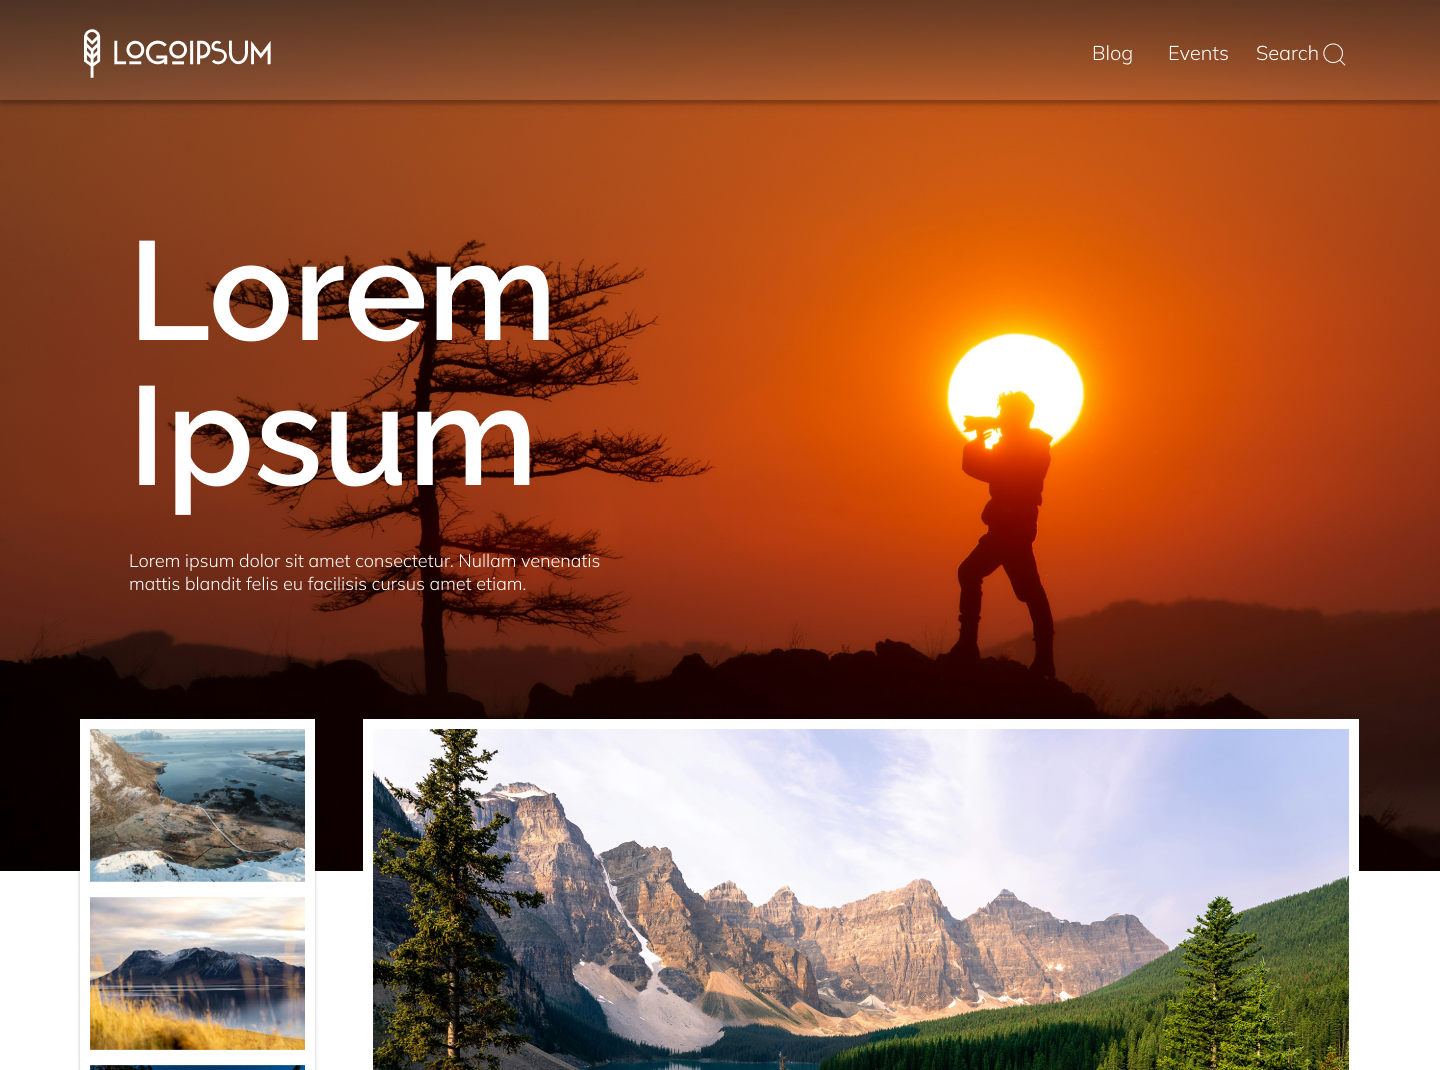 LOGOIPSUM
Blog Events Search
Lorem
Ipsum
Lorem ipsum dolor sit amet consectetur. Nullam venenatis
mattis blandit felis eu facilisis cursus amet etiam.